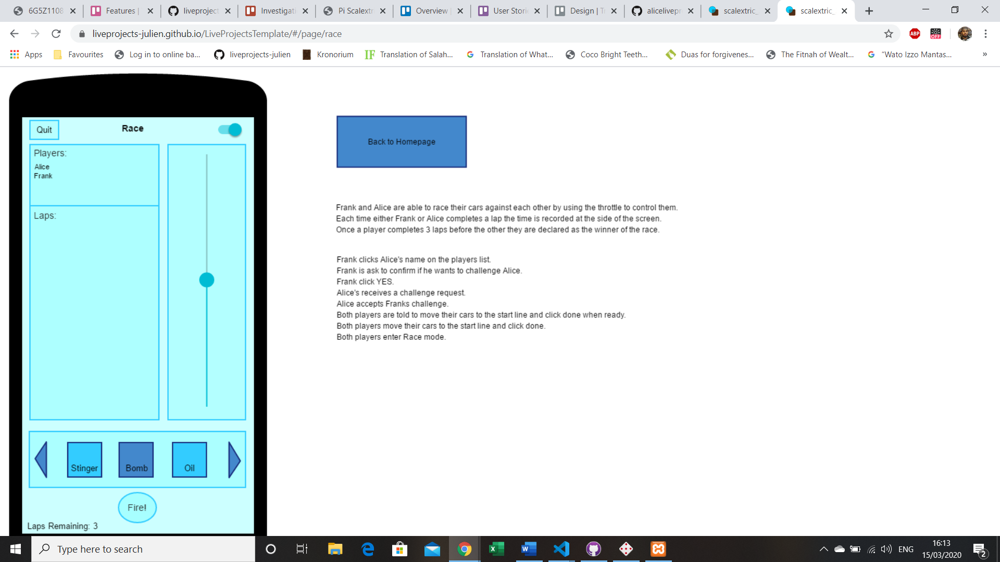 6G5Z1108
Features |
liveproject
Investigati
Pi Scalextr
Overview |
User Storie
Design | Tr
alicelivepr
scalextric_
scalextric_
liveprojects-julien.github.io/LiveProjectsTemplate/#/page/race
ABP
OFF
Apps
Favourites
Log in to online ba...
liveprojects-julien
Kronorium
IF
Translation of Salah...
Translation of What...
Coco Bright Teeth...
Duas for forgivenes...
The Fitnah of Wealt...
"Wato Izzo Mantas...
»
Quit
Race
Players:
Alice
Frank
Laps:
Stinger
Bomb
Oil
Fire!
Laps Remaining: 3
Back to Homepage
Frank and Alice are able to race their cars against each other by using the throttle to control them.
Each time either Frank or Alice completes a lap the time is recorded at the side of the screen.
Once a player completes 3 laps before the other they are declared as the winner of the race.
Frank clicks Alice's name on the players list.
Frank is ask to confirm if he wants to challenge Alice.
Frank click YES.
Alice's receives a challenge request.
Alice accepts Franks challenge.
Both players are told to move their cars to the start line and click done when ready.
Both players move their cars to the start line and click done.
Both players enter Race mode.
Type here to search
ENG
16:13
15/03/2020
2